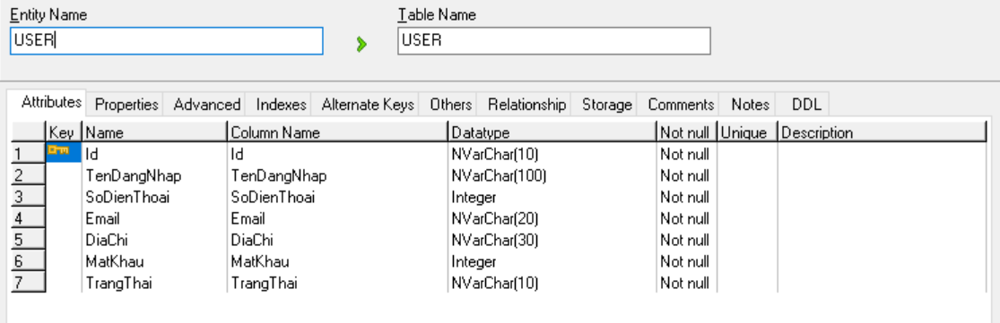 Entity Name Table Name
USER USER
Attributes Properties Advanced Indexes Alternate Keys Others Relationship Storage Comments Notes DDL
Key Name Column Name Datatype Not null Unique Description
1 Id Id NVarChar(10) Not null
2 TenDangNhap TenDangNhap NVarChar(100) Not null
3 SoDienThoai SoDienThoai Integer Not null
4 Email Email NVarChar(20) Not null
5 DiaChi DiaChi NVarChar(30) Not null
6 MatKhau MatKhau Integer Not null
7 TrangThai TrangThai NVarChar(10) Not null